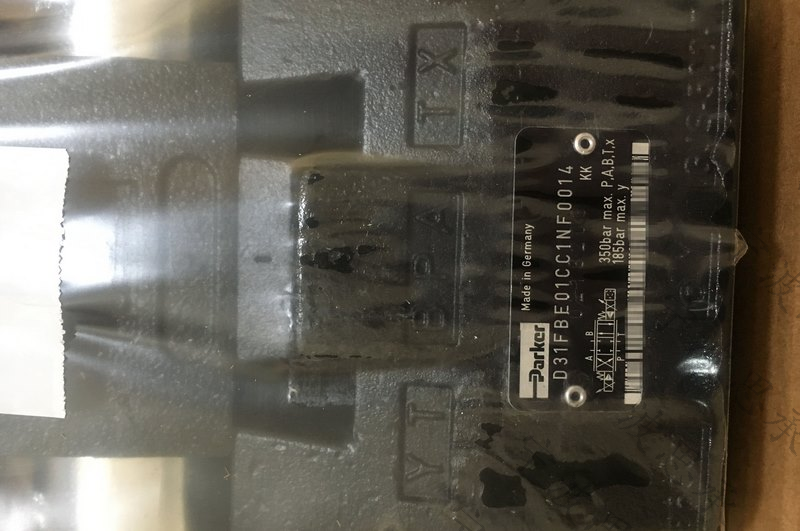 T X
B P A
Y T
Parker
Made in Germany
D31FBE01CC1NF0014
KK
A B
P T
350bar max. P,A,B,T,x
185bar max. y